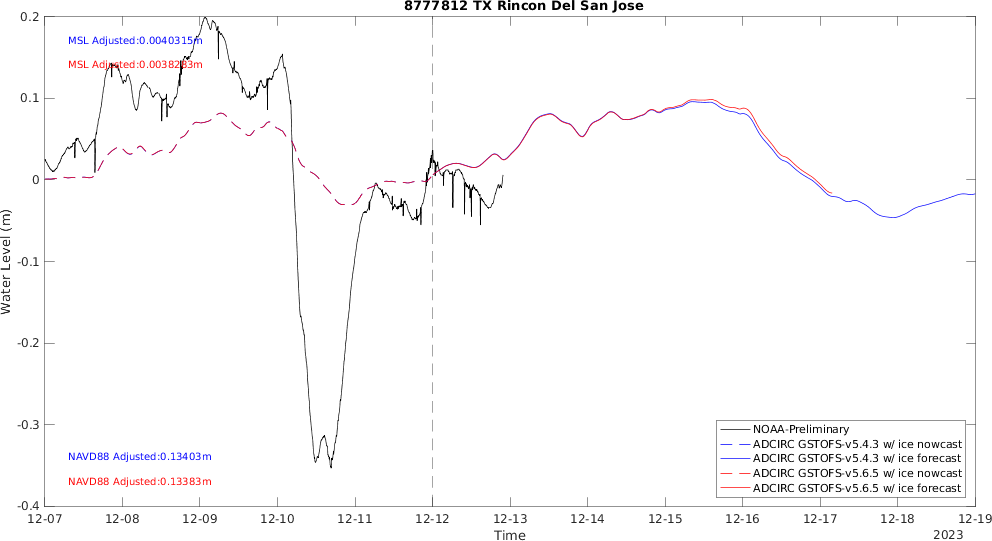 8777812 TX Rincon Del San Jose
MSL Adjusted:0.0040315m
MSL Adjusted:0.0038283m
NAVD88 Adjusted:0.13403m
NAVD88 Adjusted:0.13383m
Water Level (m)
0.2
0.1
0
-0.1
-0.2
-0.3
-0.4
NOAA-Preliminary
ADCIRC GSTOFS-v5.4.3 w/ ice nowcast
ADCIRC GSTOFS-v5.4.3 w/ ice forecast
ADCIRC GSTOFS-v5.6.5 w/ ice nowcast
ADCIRC GSTOFS-v5.6.5 w/ ice forecast
12-07 12-08 12-09 12-10 12-11 12-12 12-13 12-14 12-15 12-16 12-17 12-18 12-19
Time
2023